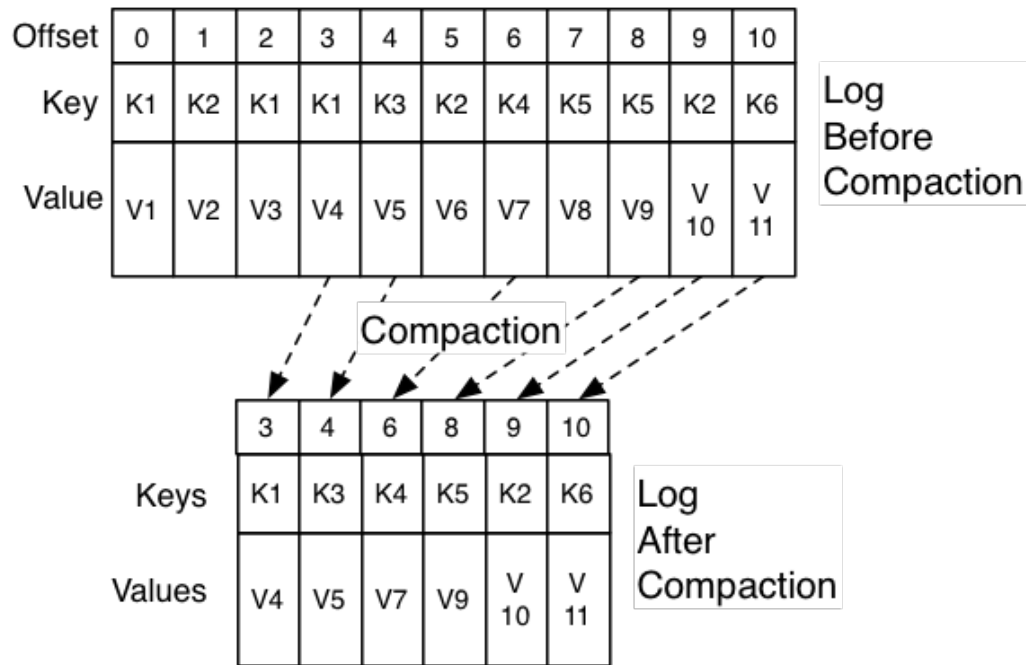 Offset 0 1 2 3 4 5 6 7 8 9 10
Key K1 K2 K1 K1 K3 K2 K4 K5 K5 K2 K6
Value V1 V2 V3 V4 V5 V6 V7 V8 V9 V 10 V 11
Log
Before
Compaction
Compaction
3 4 6 8 9 10
Keys K1 K3 K4 K5 K2 K6
Values V4 V5 V7 V9 V 10 V 11
Log
After
Compaction